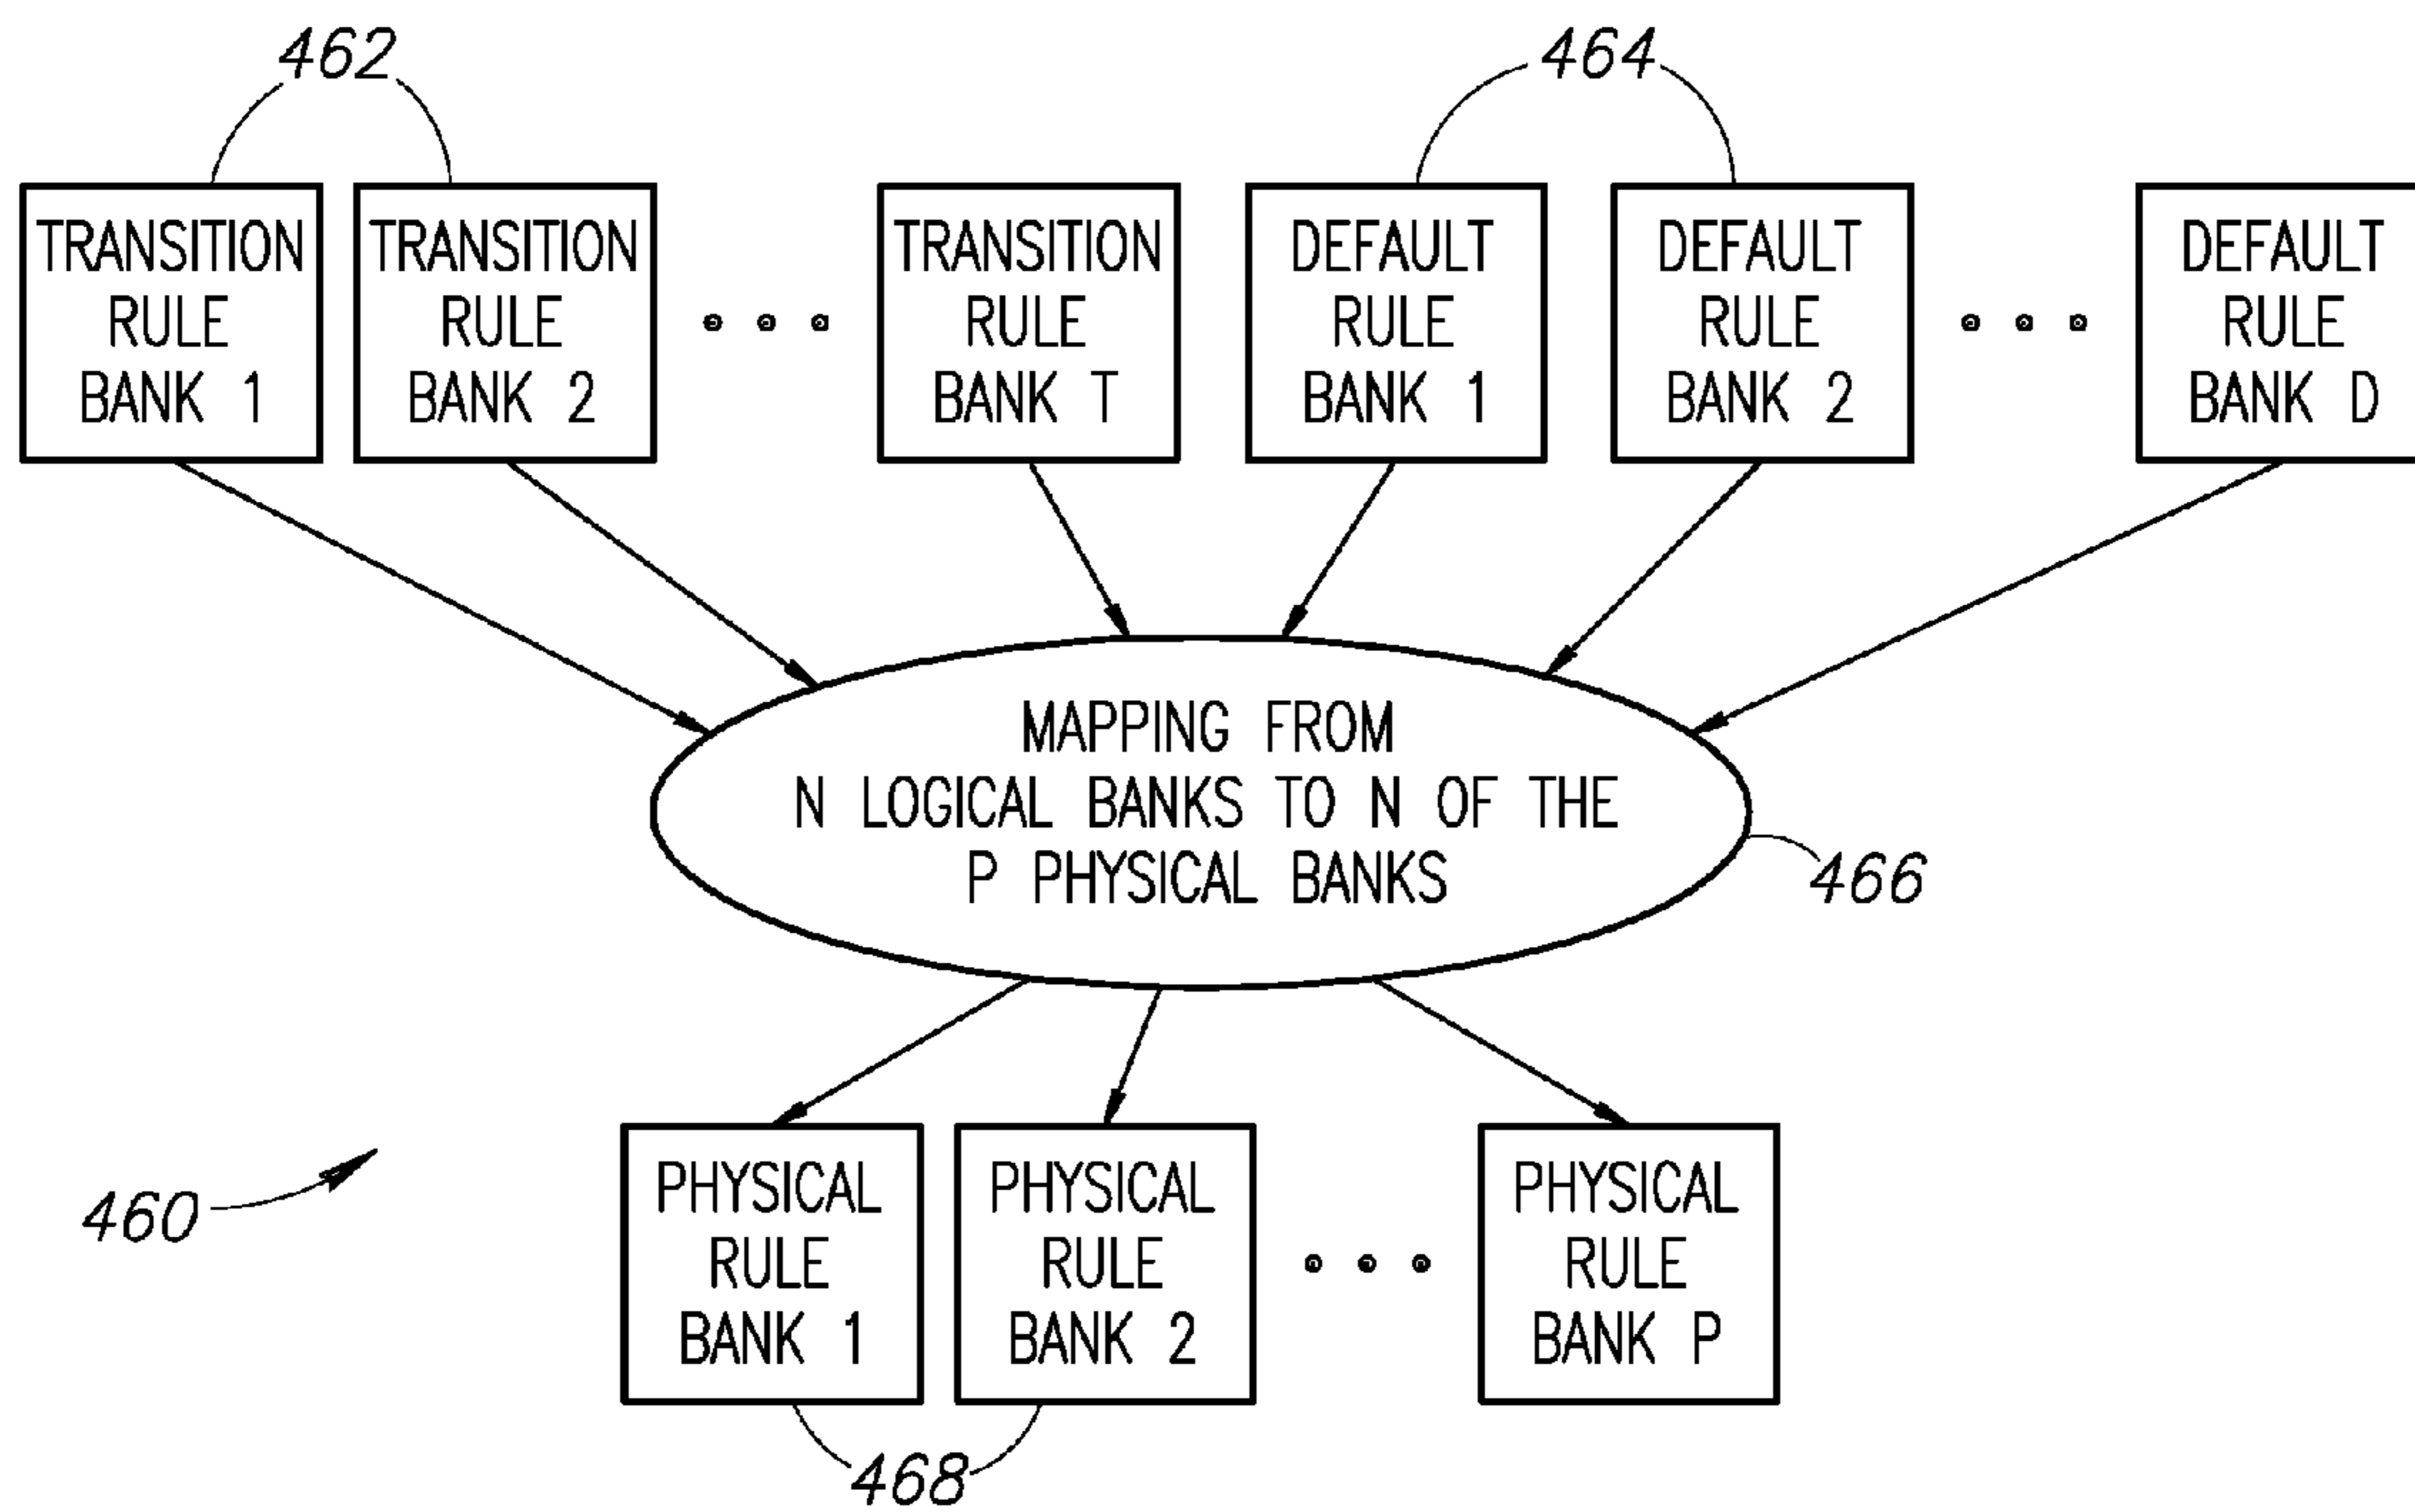 462
464
TRANSITION
RULE
BANK 1
TRANSITION
RULE
BANK 2
TRANSITION
RULE
BANK T
DEFAULT
RULE
BANK 1
DEFAULT
RULE
BANK 2
DEFAULT
RULE
BANK D
MAPPING FROM
N LOGICAL BANKS TO N OF THE
P PHYSICAL BANKS
466
460
PHYSICAL
RULE
BANK 1
PHYSICAL
RULE
BANK 2
PHYSICAL
RULE
BANK P
468